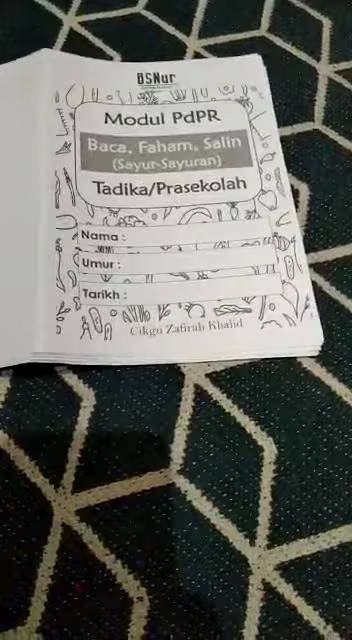 BSNur
Modul PdPR
Baca, Faham, Salin
(Sayur-Sayuran)
Tadika/Prasekolah
Nama :
Umur :
Tarikh :
Cikgu Zafirah Khalid